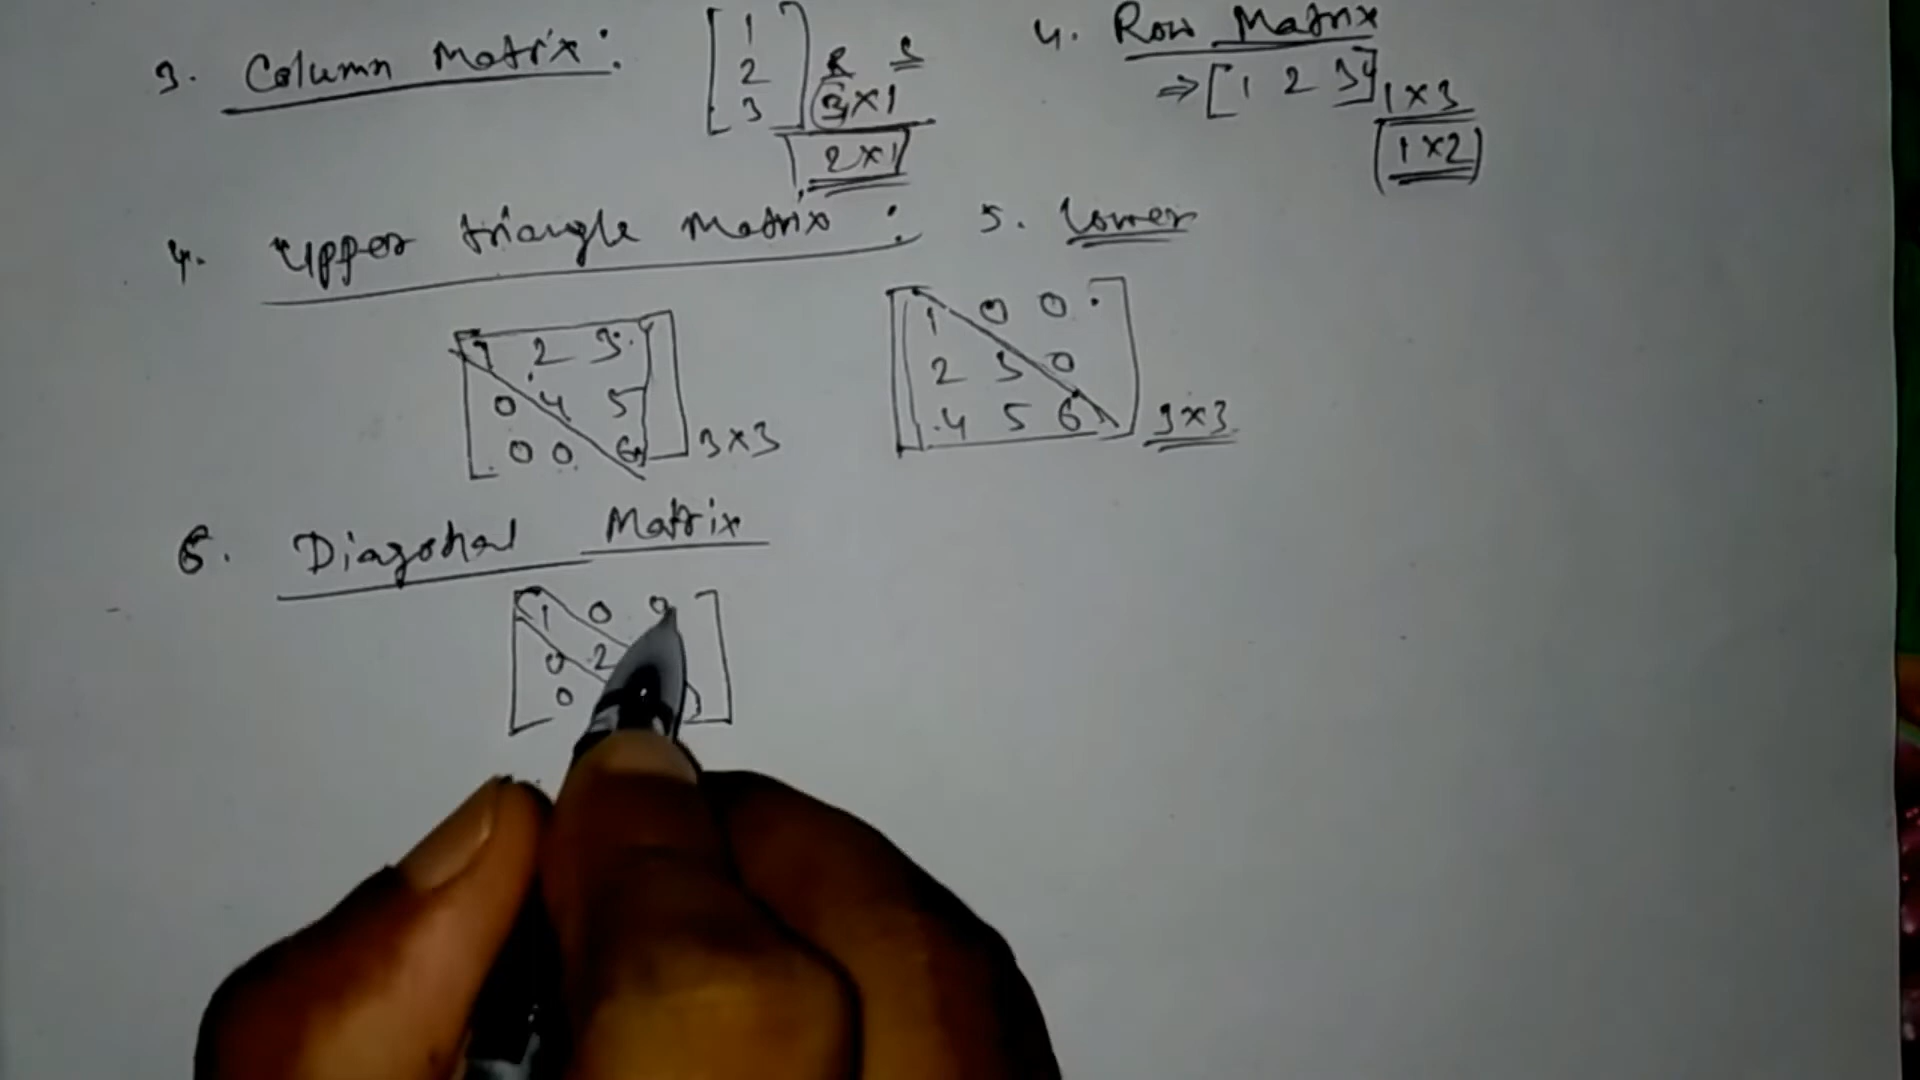 3. Column Matrix:
1
2
3
R S
3×1
2×1
4. Row Matrix
⇒ [1 2 3] 1×3
1×2
4. Upper triangle Matrix:
1 2 3
0 4 5
0 0 6
3×3
5. Lower
1 0 0
2 3 0
4 5 6
3×3
6. Diagonal Matrix
1 0 0
0 2
0